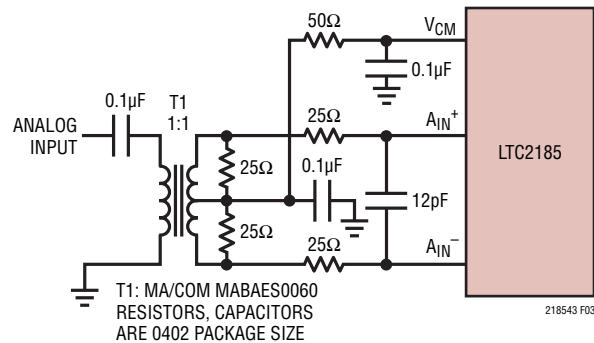 50Ω
VCM
0.1µF
0.1µF
T1
1:1
25Ω
AIN+
ANALOG
INPUT
25Ω
0.1µF
LTC2185
12pF
25Ω
25Ω
AIN–
T1: MA/COM MABAES0060
RESISTORS, CAPACITORS
ARE 0402 PACKAGE SIZE
218543 F03